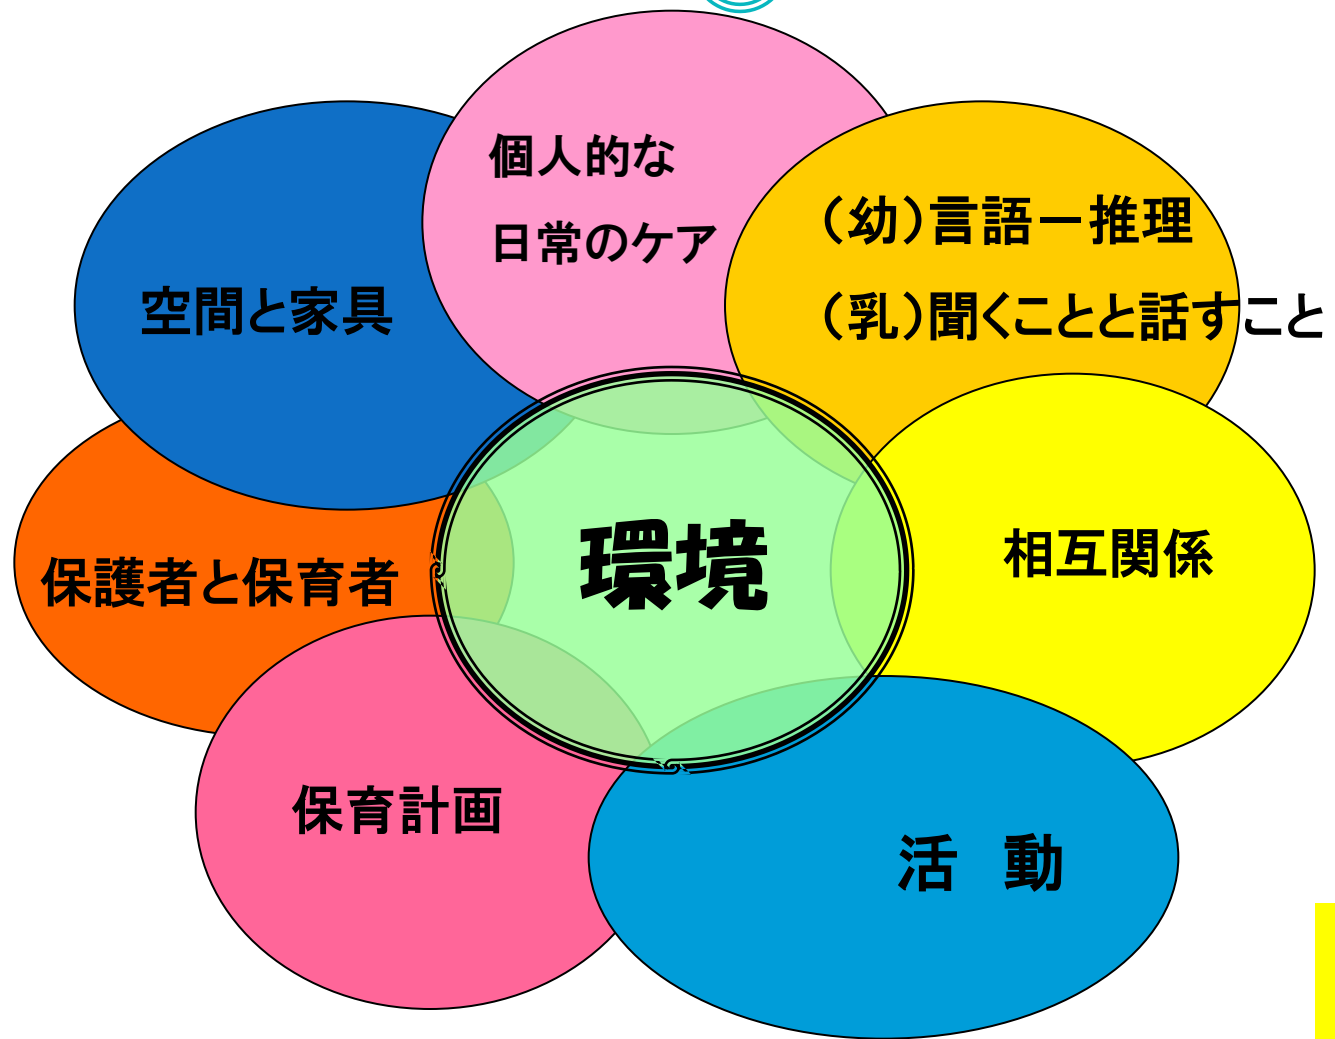 個人的な
日常のケア
（幼）言語－推理
（乳）聞くことと話すこと
空間と家具
環境
相互関係
保護者と保育者
保育計画
活　動